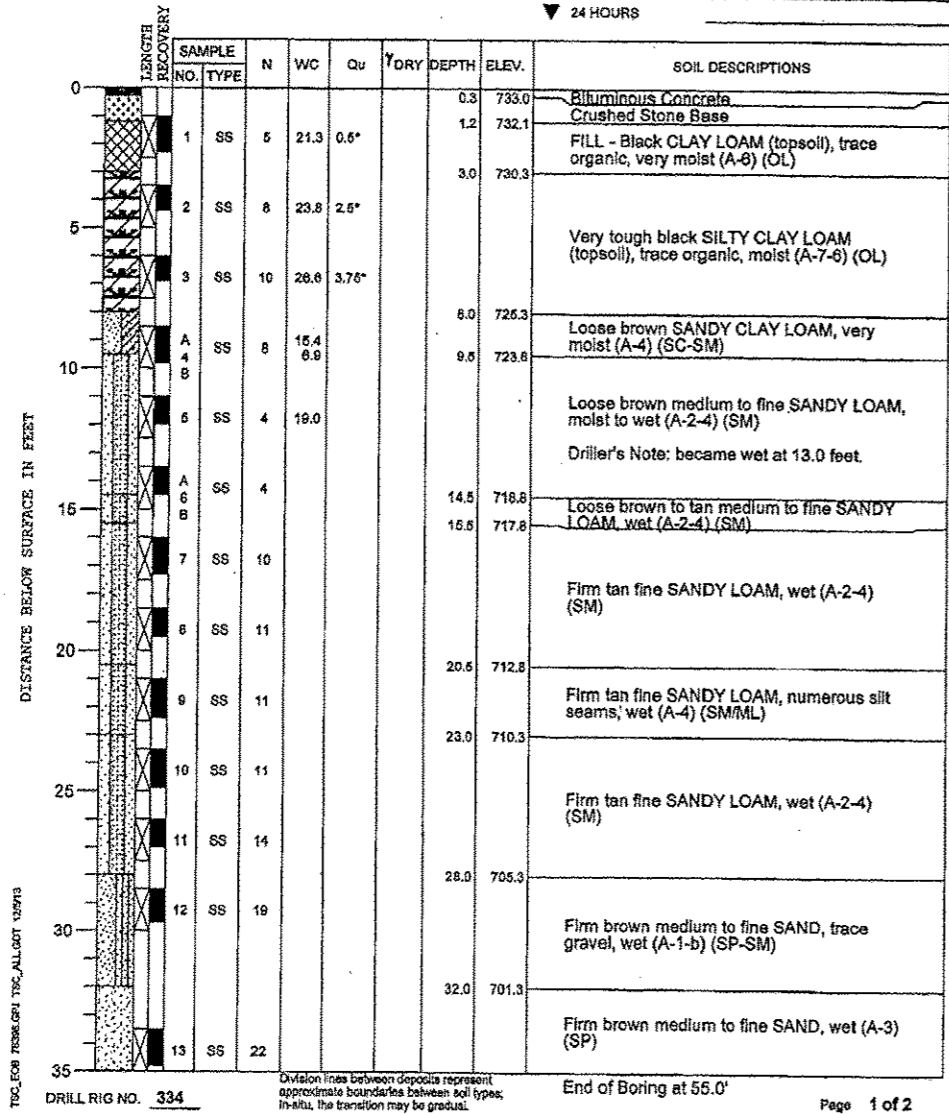 ▼ 24 HOURS
LENGTH
RECOVERY
SAMPLE
NO. TYPE N WC Qu γDRY DEPTH ELEV. SOIL DESCRIPTIONS
0
0.3 733.0 Bituminous Concrete
1.2 732.1 Crushed Stone Base
1 SS 5 21.3 0.5*
FILL - Black CLAY LOAM (topsoil), trace
organic, very moist (A-6) (OL)
3.0 730.3
2 SS 8 23.8 2.5*
5
Very tough black SILTY CLAY LOAM
(topsoil), trace organic, moist (A-7-6) (OL)
3 SS 10 26.6 3.75*
8.0 725.3
Loose brown SANDY CLAY LOAM, very
moist (A-4) (SC-SM)
A 15.4
4 SS 8 6.9
B
9.5 723.8
10
Loose brown medium to fine SANDY LOAM,
moist to wet (A-2-4) (SM)
5 SS 4 19.0
Driller's Note: became wet at 13.0 feet.
A
6 SS 4
B
14.5 718.8
15
Loose brown to tan medium to fine SANDY
LOAM, wet (A-2-4) (SM)
15.5 717.8
7 SS 10
Firm tan fine SANDY LOAM, wet (A-2-4)
(SM)
8 SS 11
20
20.5 712.8
9 SS 11
Firm tan fine SANDY LOAM, numerous silt
seams, wet (A-4) (SM/ML)
23.0 710.3
10 SS 11
25
Firm tan fine SANDY LOAM, wet (A-2-4)
(SM)
11 SS 14
28.0 705.3
12 SS 19
30
Firm brown medium to fine SAND, trace
gravel, wet (A-1-b) (SP-SM)
32.0 701.3
Firm brown medium to fine SAND, wet (A-3)
(SP)
13 SS 22
35
DISTANCE BELOW SURFACE IN FEET
TSC_EOB TSC_ALL.GDT 12/9/13
DRILL RIG NO. 334
Division lines between deposits represent
approximate boundaries between soil types;
in-situ, the transition may be gradual.
End of Boring at 55.0'
Page 1 of 2